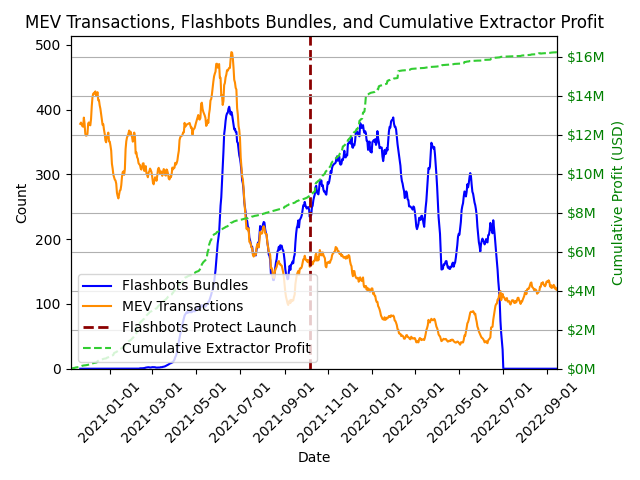 MEV Transactions, Flashbots Bundles, and Cumulative Extractor Profit
500
400
300
200
100
0
Count
$16M
$14M
$12M
$10M
$8M
$6M
$4M
$2M
$0M
Cumulative Profit (USD)
Flashbots Bundles
MEV Transactions
Flashbots Protect Launch
Cumulative Extractor Profit
2021-01-01
2021-03-01
2021-05-01
2021-07-01
2021-09-01
2021-11-01
2022-01-01
2022-03-01
2022-05-01
2022-07-01
2022-09-01
Date